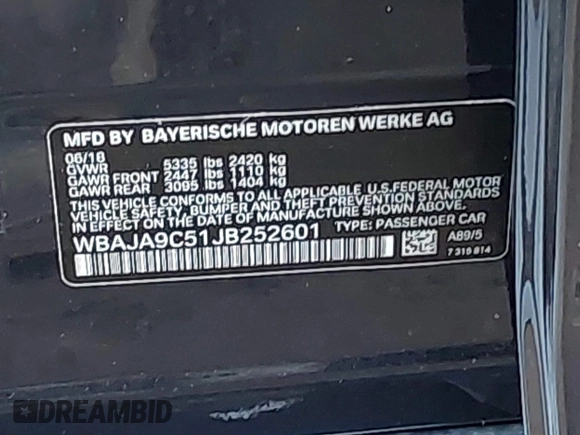 MFD BY BAYERISCHE MOTOREN WERKE AG
06/18
GVWR 5335 lbs 2420 kg
GAWR FRONT 2447 lbs 1110 kg
GAWR REAR 3095 lbs 1404 kg
THIS VEHICLE CONFORMS TO ALL APPLICABLE U.S.FEDERAL MOTOR
VEHICLE SAFETY, BUMPER AND THEFT PREVENTION STANDARDS
IN EFFECT ON THE DATE OF MANUFACTURE SHOWN ABOVE.
WBAJA9C51JB252601 TYPE: PASSENGER CAR
A89/5
7 315 814
DREAMBID